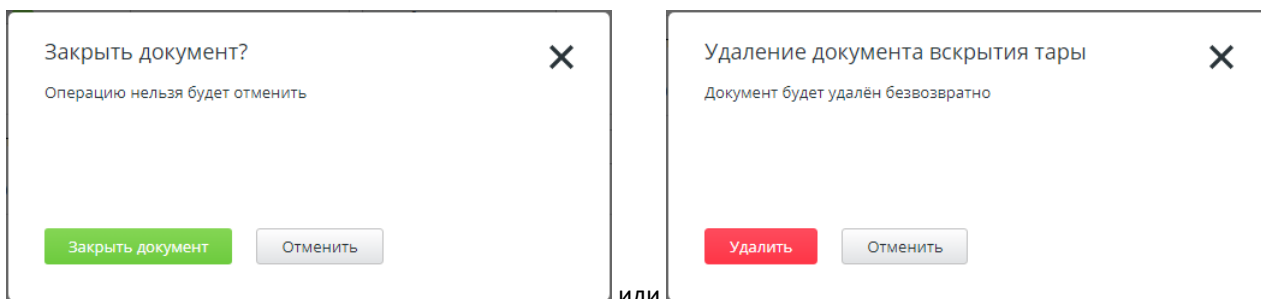 Закрыть документ?
Операцию нельзя будет отменить
Закрыть документ
Отменить
или
Удаление документа вскрытия тары
Документ будет удалён безвозвратно
Удалить
Отменить